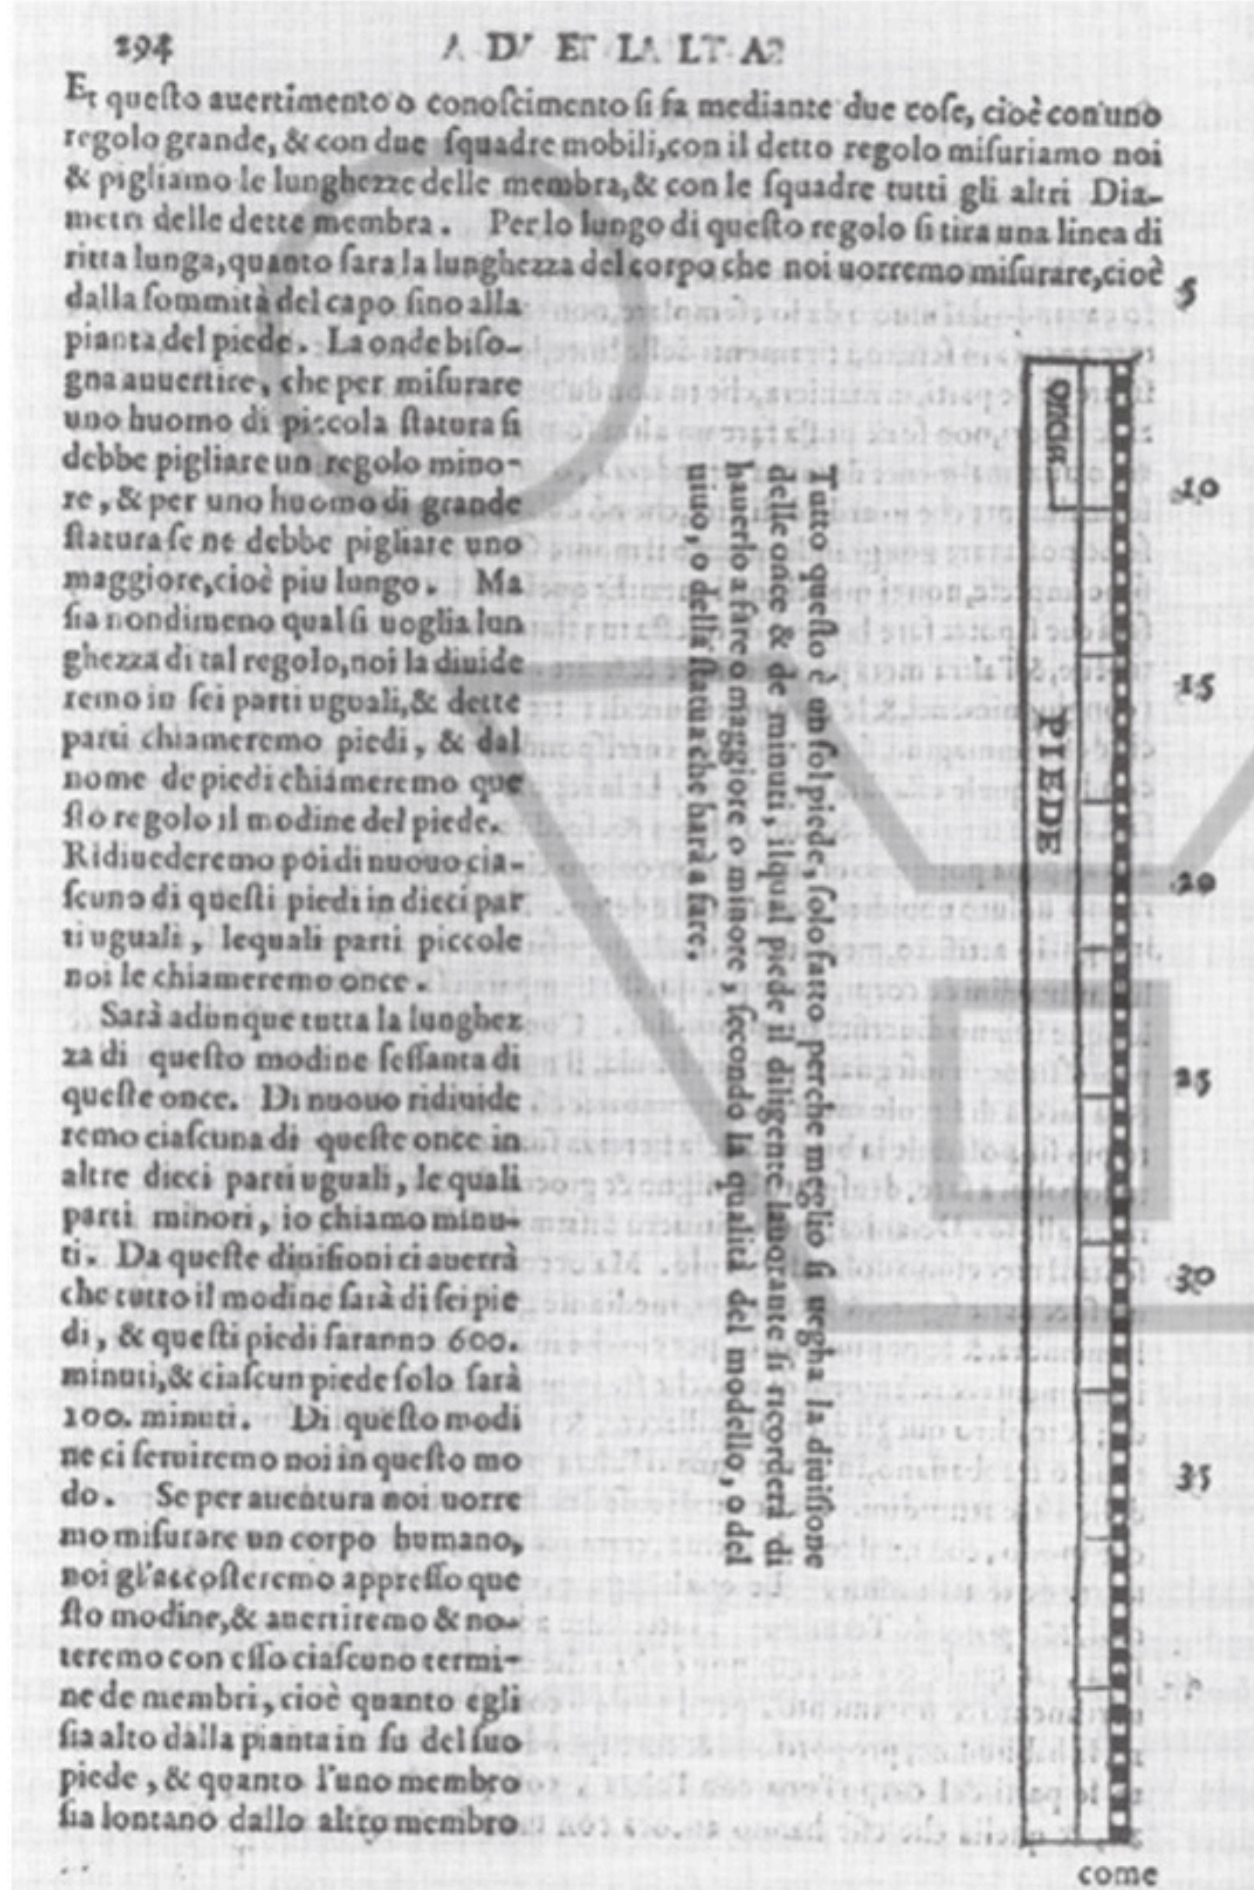 294
Et queſto auertimento o conoſcimento ſi fa mediante due coſe, cioè con uno
regolo grande, & con due ſquadre mobili, con il detto regolo miſuriamo noi
& pigliamo le lunghezze delle membra, & con le ſquadre tutti gli altri Dia-
metri delle dette membra. Per lo lungo di queſto regolo ſi tira una linea di
ritta lunga, quanto ſara la lunghezza del corpo che noi uorremo miſurare, cioè
dalla ſommità del capo ſino alla
pianta del piede. La onde biſo-
gna auuertire, che per miſurare
uno huomo di piccola ſtatura ſi
debbe pigliare un regolo mino-
re, & per uno huomo di grande
ſtatura ſe ne debbe pigliare uno
maggiore, cioè piu lungo. Ma
ſia nondimeno qual ſi uoglia lun
ghezza di tal regolo, noi la diuide
remo in ſei parti uguali, & dette
parti chiameremo piedi, & dal
nome de piedi chiameremo que
ſto regolo il modine del piede.
Ridiuederemo poi di nuouo cia-
ſcuno di queſti piedi in dieci par
ti uguali, lequali parti piccole
noi le chiameremo once.
Sarà adunque tutta la lunghez
za di queſto modine ſeſſanta di
queſte once. Di nuouo ridiuide
remo ciaſcuna di queſte once in
altre dieci parti uguali, le quali
parti minori, io chiamo minu-
ti. Da queſte diuiſioni ci auerrà
che tutto il modine ſarà di ſei pie
di, & queſti piedi ſaranno 600.
minuti, & ciaſcun piede ſolo ſarà
100. minuti. Di queſto modi
ne ci ſeruiremo noi in queſto mo
do. Se per auentura noi uorre
mo miſurare un corpo humano,
noi gl'accoſteremo appreſſo que
ſto modine, & auertiremo & no-
teremo con eſſo ciaſcuno termi-
ne de membri, cioè quanto egli
ſia alto dalla pianta in ſu del ſuo
piede, & quanto l'uno membro
ſia lontano dallo altro membro
Tutto queſto è un ſol piede, ſolo fatto perche meglio ſi uegha la diuiſione
delle once & de minuti, ilqual piede il diligente lauorante ſi ricorderà di
hauerlo a fare o maggiore o minore, ſecondo la qualità del modello, o del
uiuo, o della ſtatua che harà a fare.
ONCIA
PIEDE
5
10
15
20
25
30
35
come